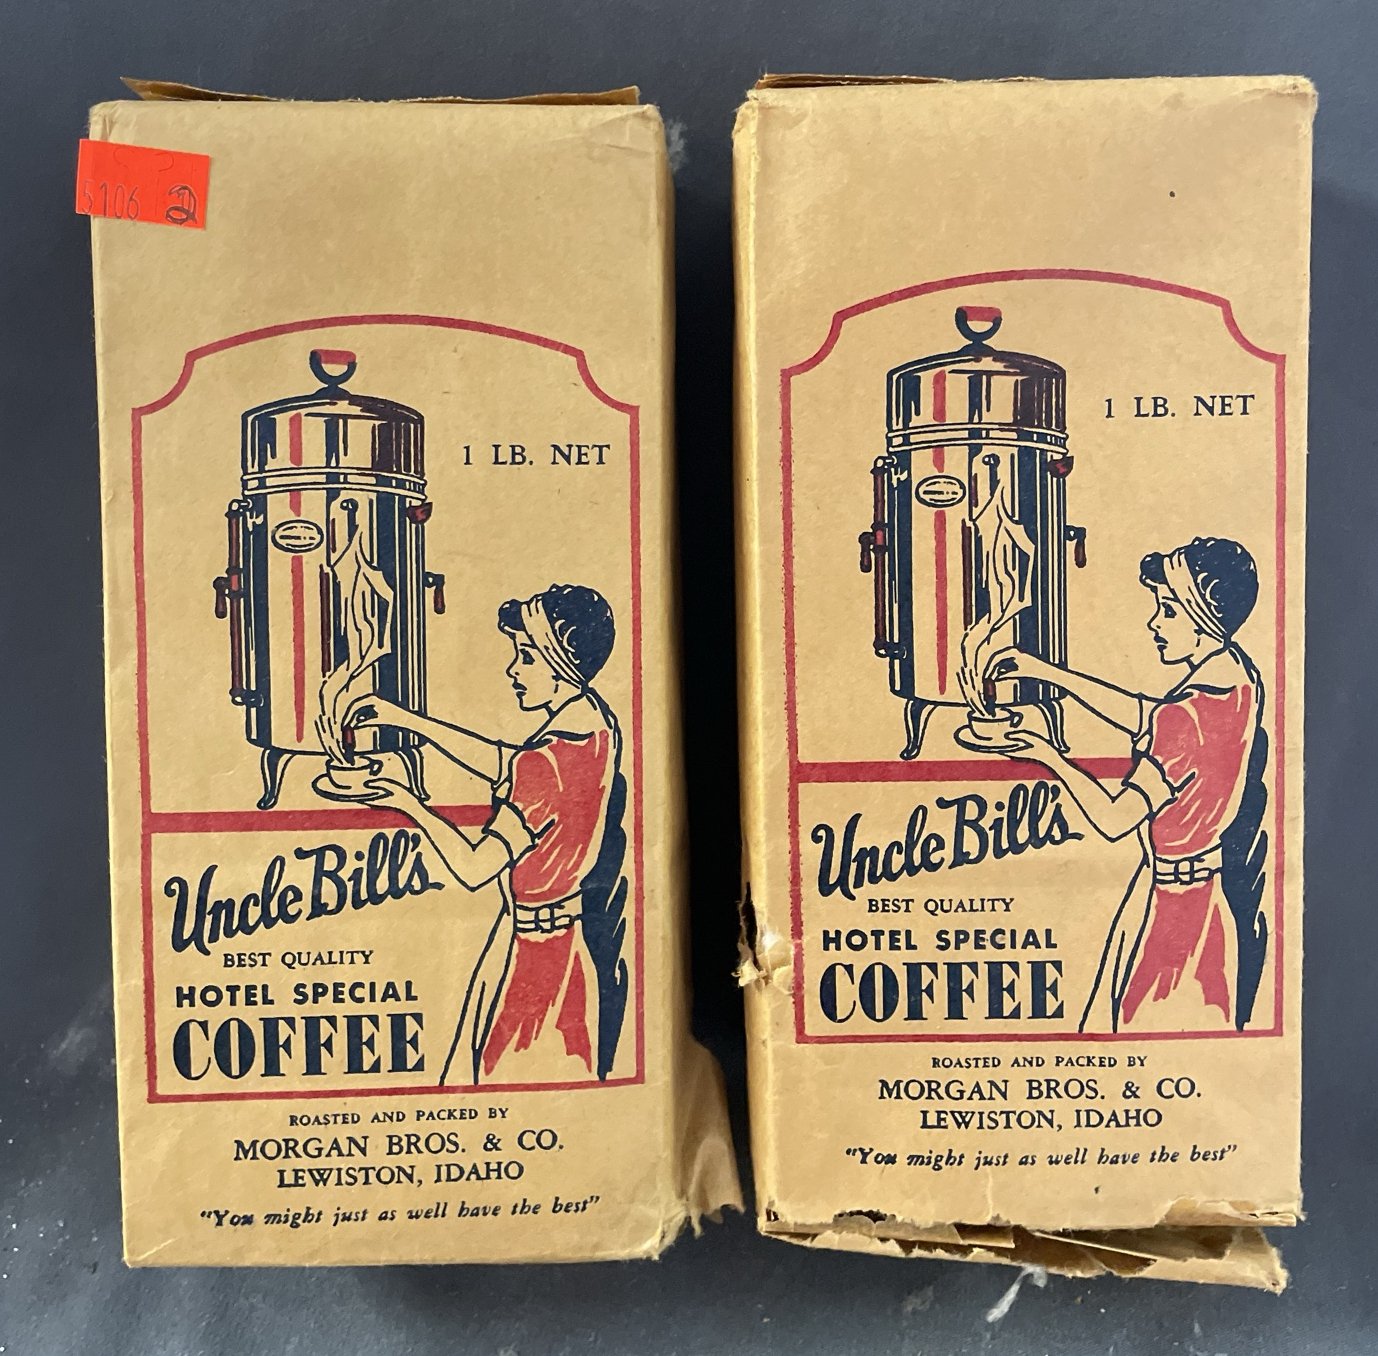 5106 2
1 LB. NET
Uncle Bill's
BEST QUALITY
HOTEL SPECIAL
COFFEE
ROASTED AND PACKED BY
MORGAN BROS. & CO.
LEWISTON, IDAHO
"You might just as well have the best"
1 LB. NET
Uncle Bill's
BEST QUALITY
HOTEL SPECIAL
COFFEE
ROASTED AND PACKED BY
MORGAN BROS. & CO.
LEWISTON, IDAHO
"You might just as well have the best"